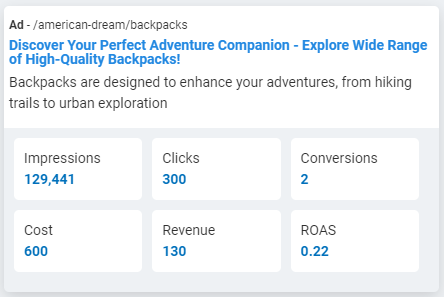 Ad - /american-dream/backpacks
Discover Your Perfect Adventure Companion - Explore Wide Range
of High-Quality Backpacks!
Backpacks are designed to enhance your adventures, from hiking
trails to urban exploration
Impressions Clicks Conversions
129,441 300 2
Cost Revenue ROAS
600 130 0.22